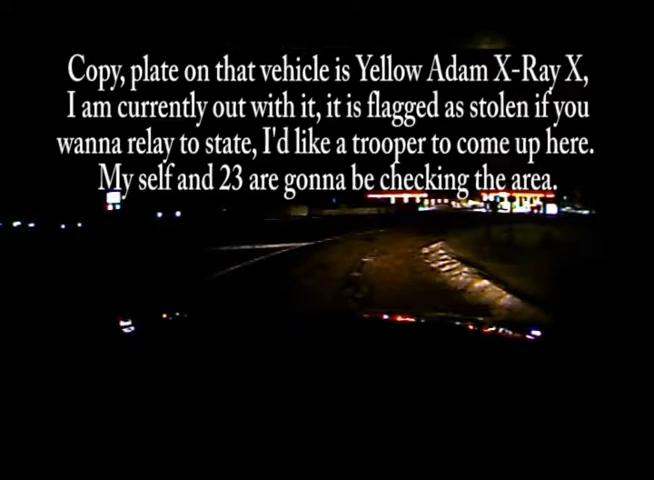 Copy, plate on that vehicle is Yellow Adam X-Ray X,
I am currently out with it, it is flagged as stolen if you
wanna relay to state, I'd like a trooper to come up here.
My self and 23 are gonna be checking the area.